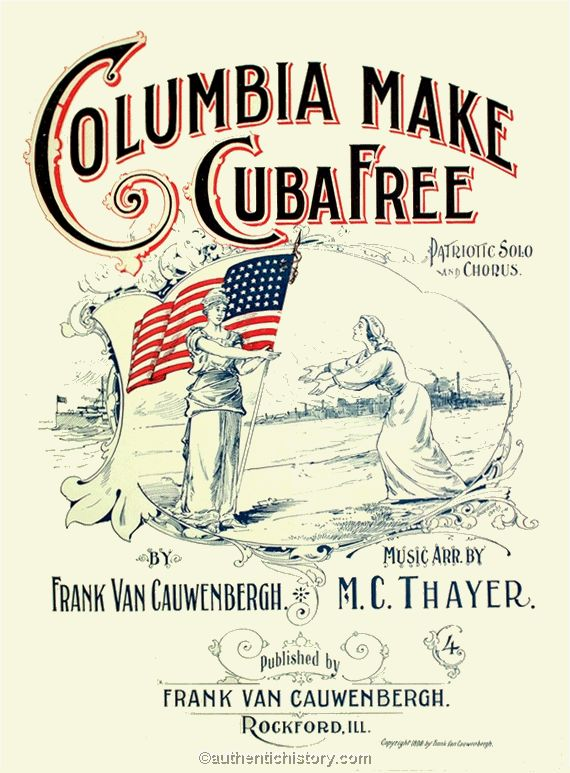 COLUMBIA MAKE
CUBA FREE
PATRIOTIC SOLO
AND CHORUS.
BY
FRANK VAN CAUWENBERGH.
MUSIC ARR. BY
M. C. THAYER.
4
Published by
FRANK VAN CAUWENBERGH.
ROCKFORD, ILL.
Copyright 1898 by Frank Van Cauwenbergh.
©authentichistory.com